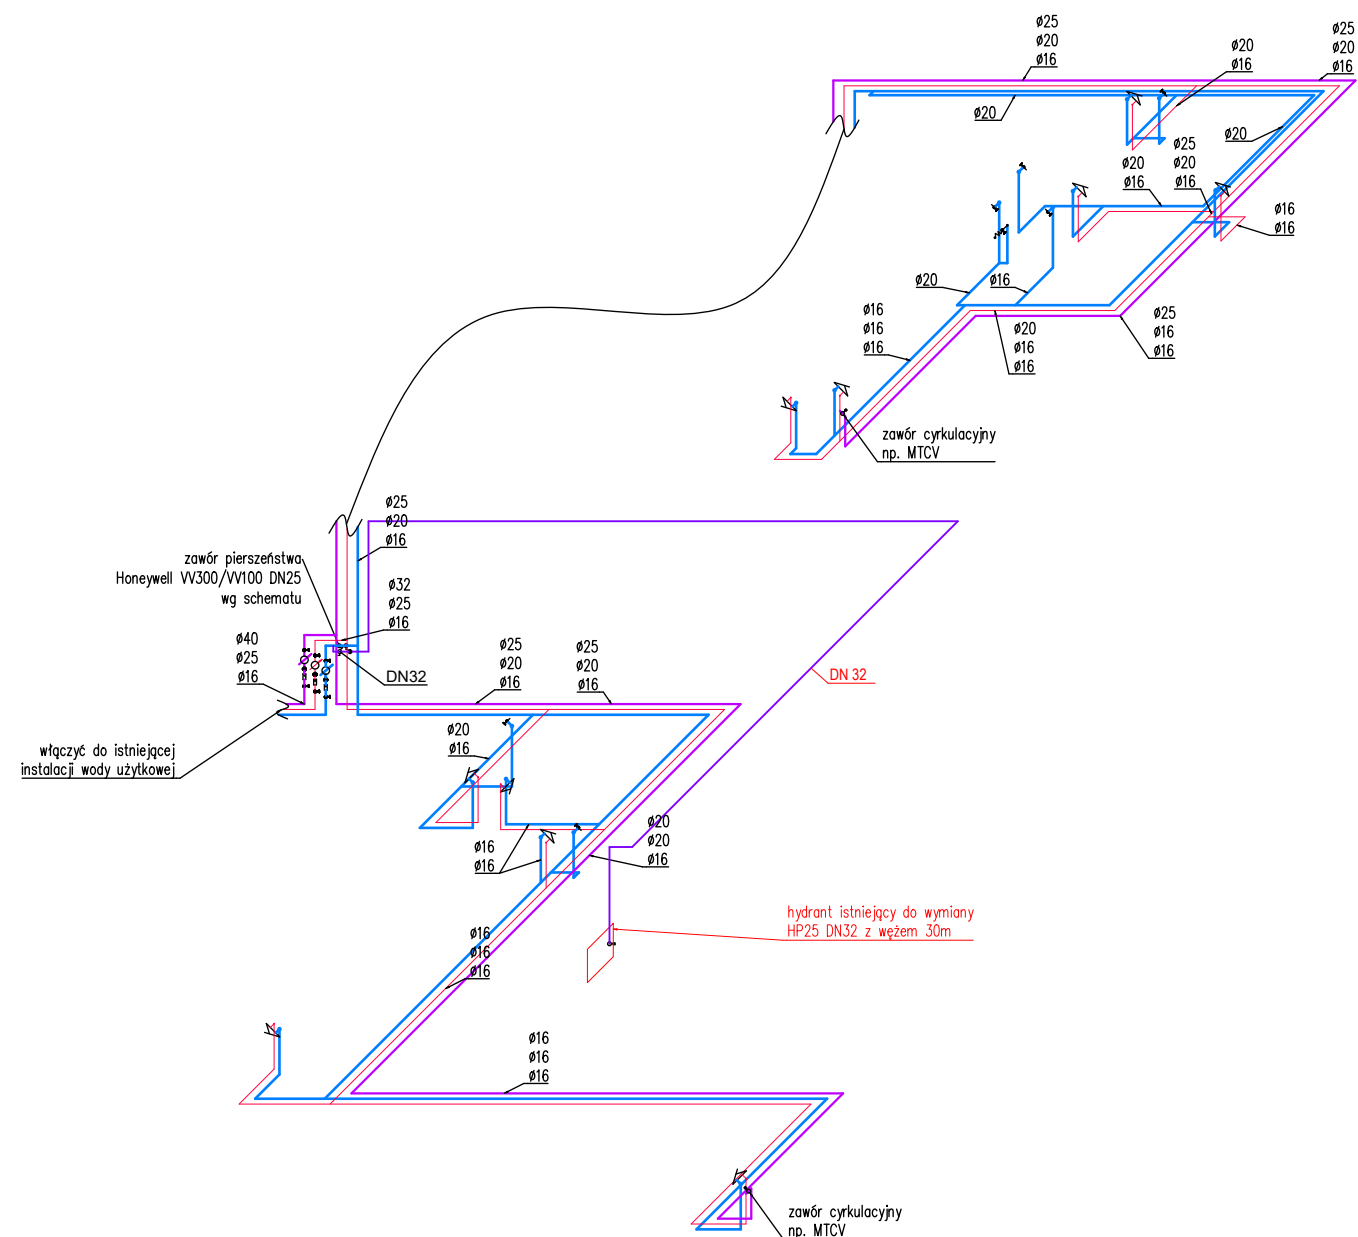 ø25
ø20
ø16
ø20
ø16
ø25
ø20
ø16
ø20
ø20
ø25
ø20
ø16
ø20
ø16
ø16
ø16
ø20
ø16
ø16
ø16
ø16
ø20
ø16
ø16
ø25
ø16
ø16
zawór cyrkulacyjny
np. MTCV
ø25
ø20
ø16
zawór pierszeństwa
Honeywell VV300/VV100 DN25
wg schematu
ø32
ø25
ø16
ø40
ø25
ø16
DN32
ø25
ø20
ø16
ø25
ø20
ø16
DN 32
włączyć do istniejącej
instalacji wody użytkowej
ø20
ø16
ø16
ø16
ø20
ø20
ø16
hydrant istniejący do wymiany
HP25 DN32 z wężem 30m
ø16
ø16
ø16
ø16
ø16
ø16
zawór cyrkulacyjny
np. MTCV